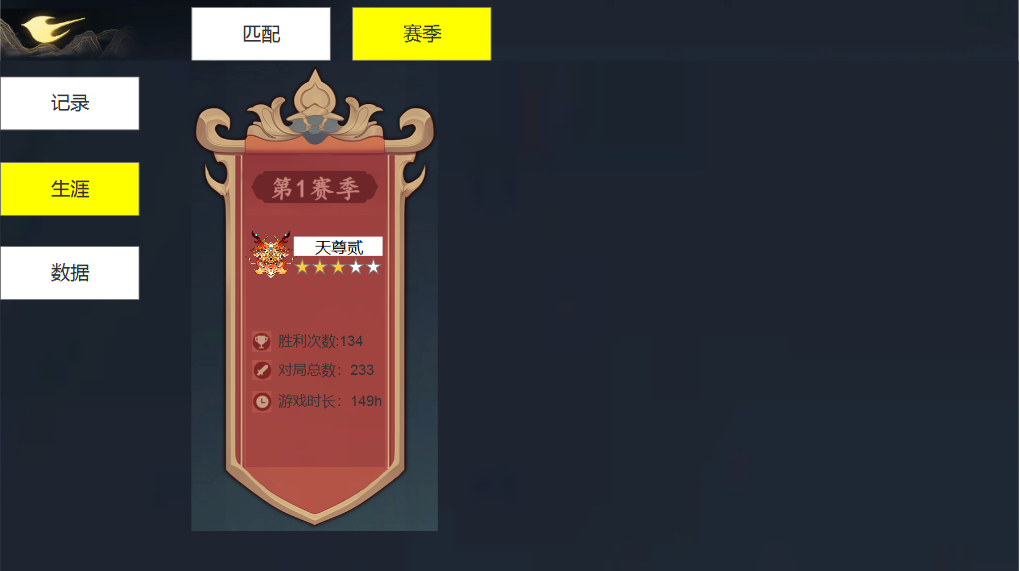 匹配
赛季
记录
生涯
数据
第1赛季
天尊贰
胜利次数:134
对局总数：233
游戏时长：149h